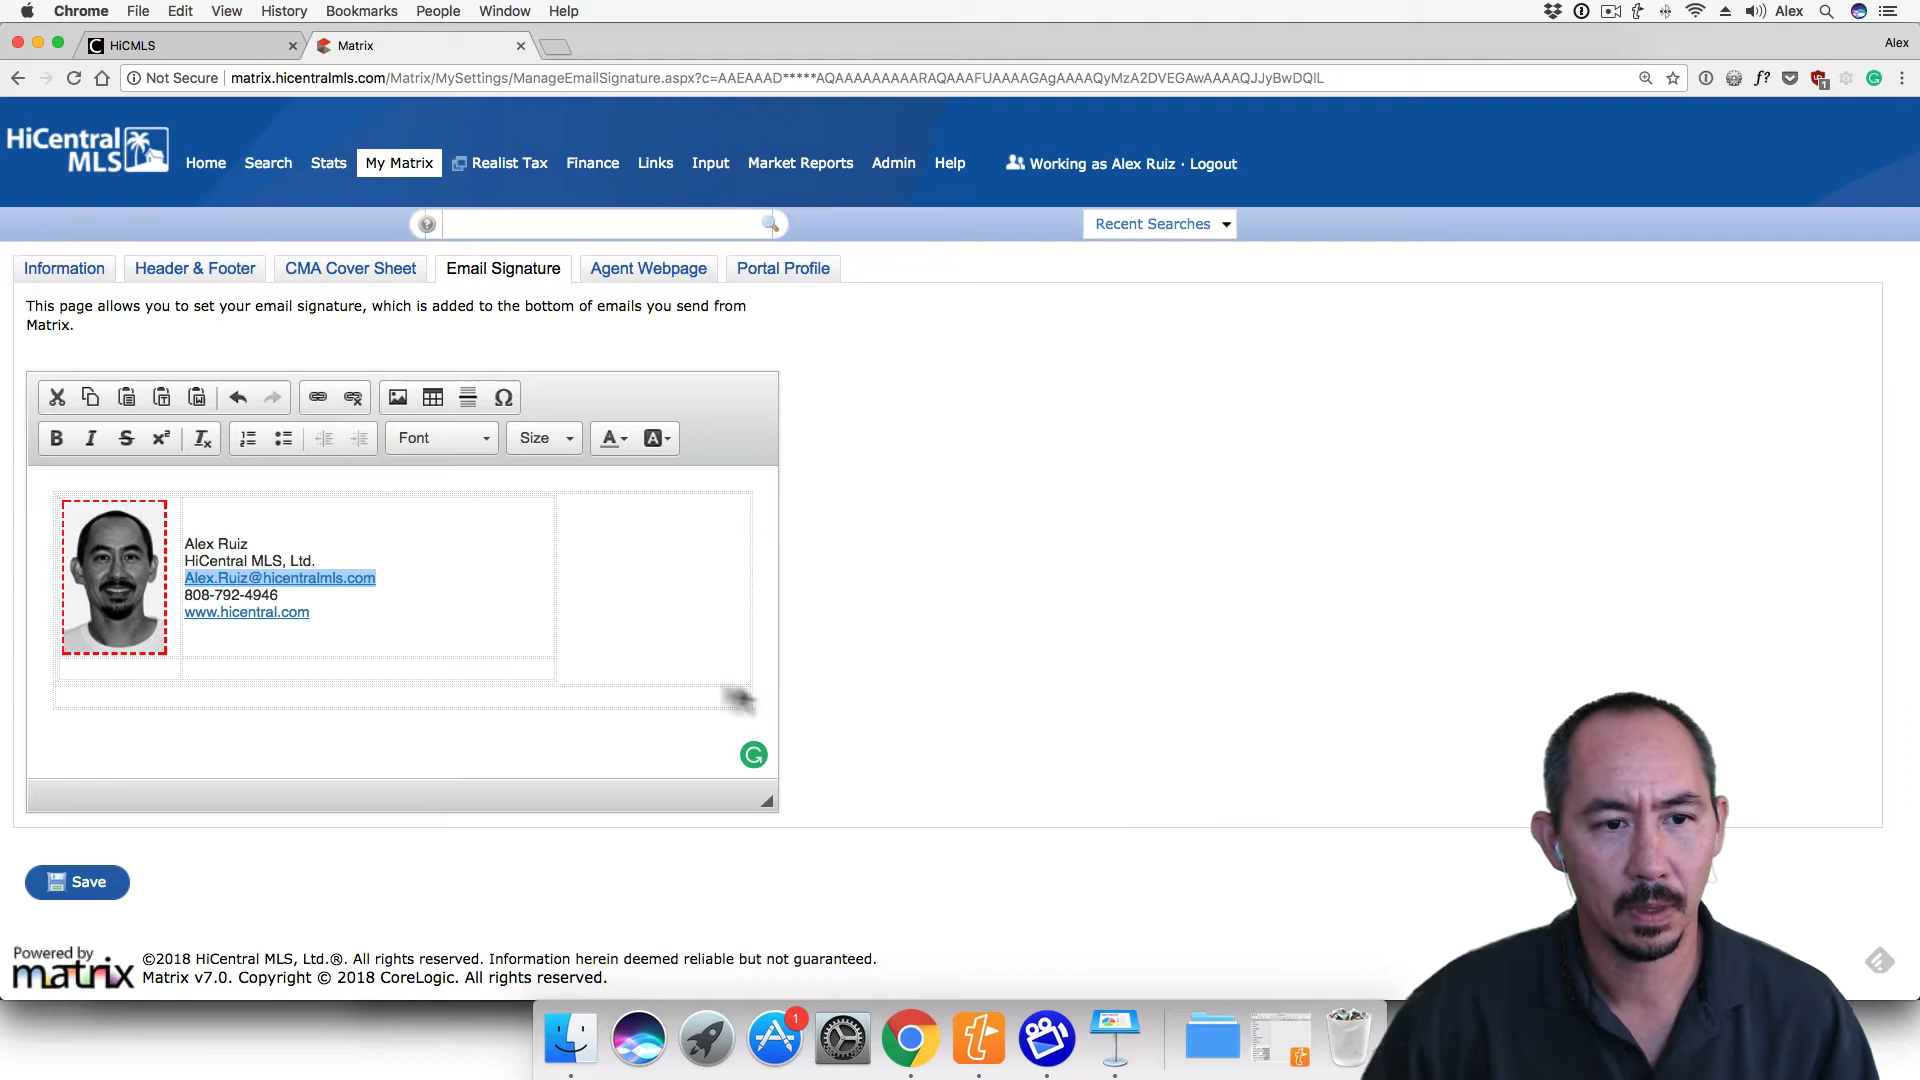 Chrome File Edit View History Bookmarks People Window Help Alex
HiCMLS Matrix Alex
Not Secure matrix.hicentralmls.com/Matrix/MySettings/ManageEmailSignature.aspx?c=AAEAAAD*****AQAAAAAAAAARAQAAAFUAAAAGAgAAAAQyMzA2DVEGAwAAAAQJJyBwDQlL f? 1
HiCentral
MLS
Home Search Stats My Matrix Realist Tax Finance Links Input Market Reports Admin Help Working as Alex Ruiz · Logout
Recent Searches
Information Header & Footer CMA Cover Sheet Email Signature Agent Webpage Portal Profile
This page allows you to set your email signature, which is added to the bottom of emails you send from
Matrix.
Font Size
Alex Ruiz
HiCentral MLS, Ltd.
Alex.Ruiz@hicentralmls.com
808-792-4946
www.hicentral.com
Save
Powered by
matrix
©2018 HiCentral MLS, Ltd.®. All rights reserved. Information herein deemed reliable but not guaranteed.
Matrix v7.0. Copyright © 2018 CoreLogic. All rights reserved.
1